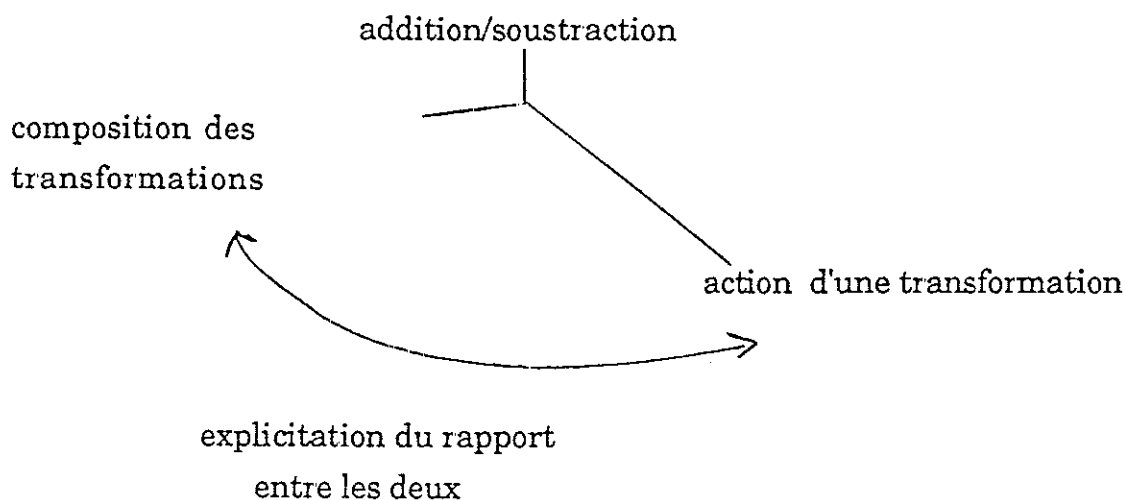 addition/soustraction
composition des
transformations
action d'une transformation
explicitation du rapport
entre les deux